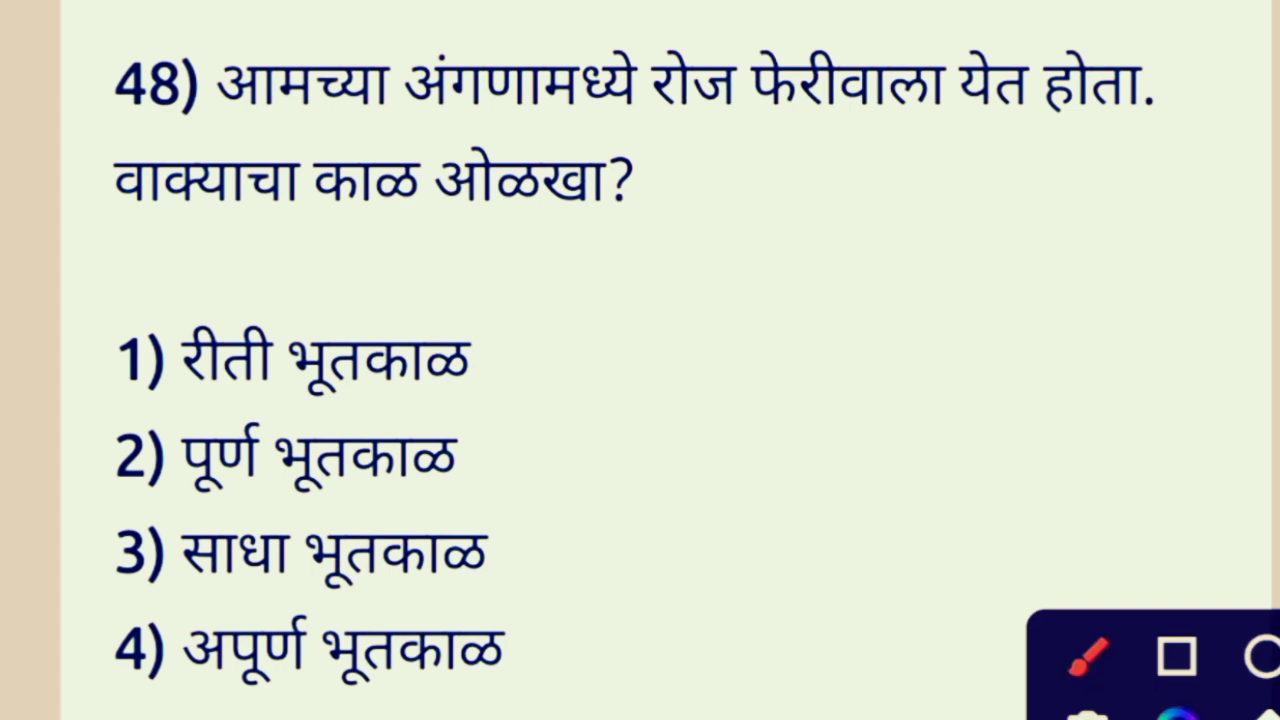 48) आमच्या अंगणामध्ये रोज फेरीवाला येत होता.
वाक्याचा काळ ओळखा?
1) रीती भूतकाळ
2) पूर्ण भूतकाळ
3) साधा भूतकाळ
4) अपूर्ण भूतकाळ